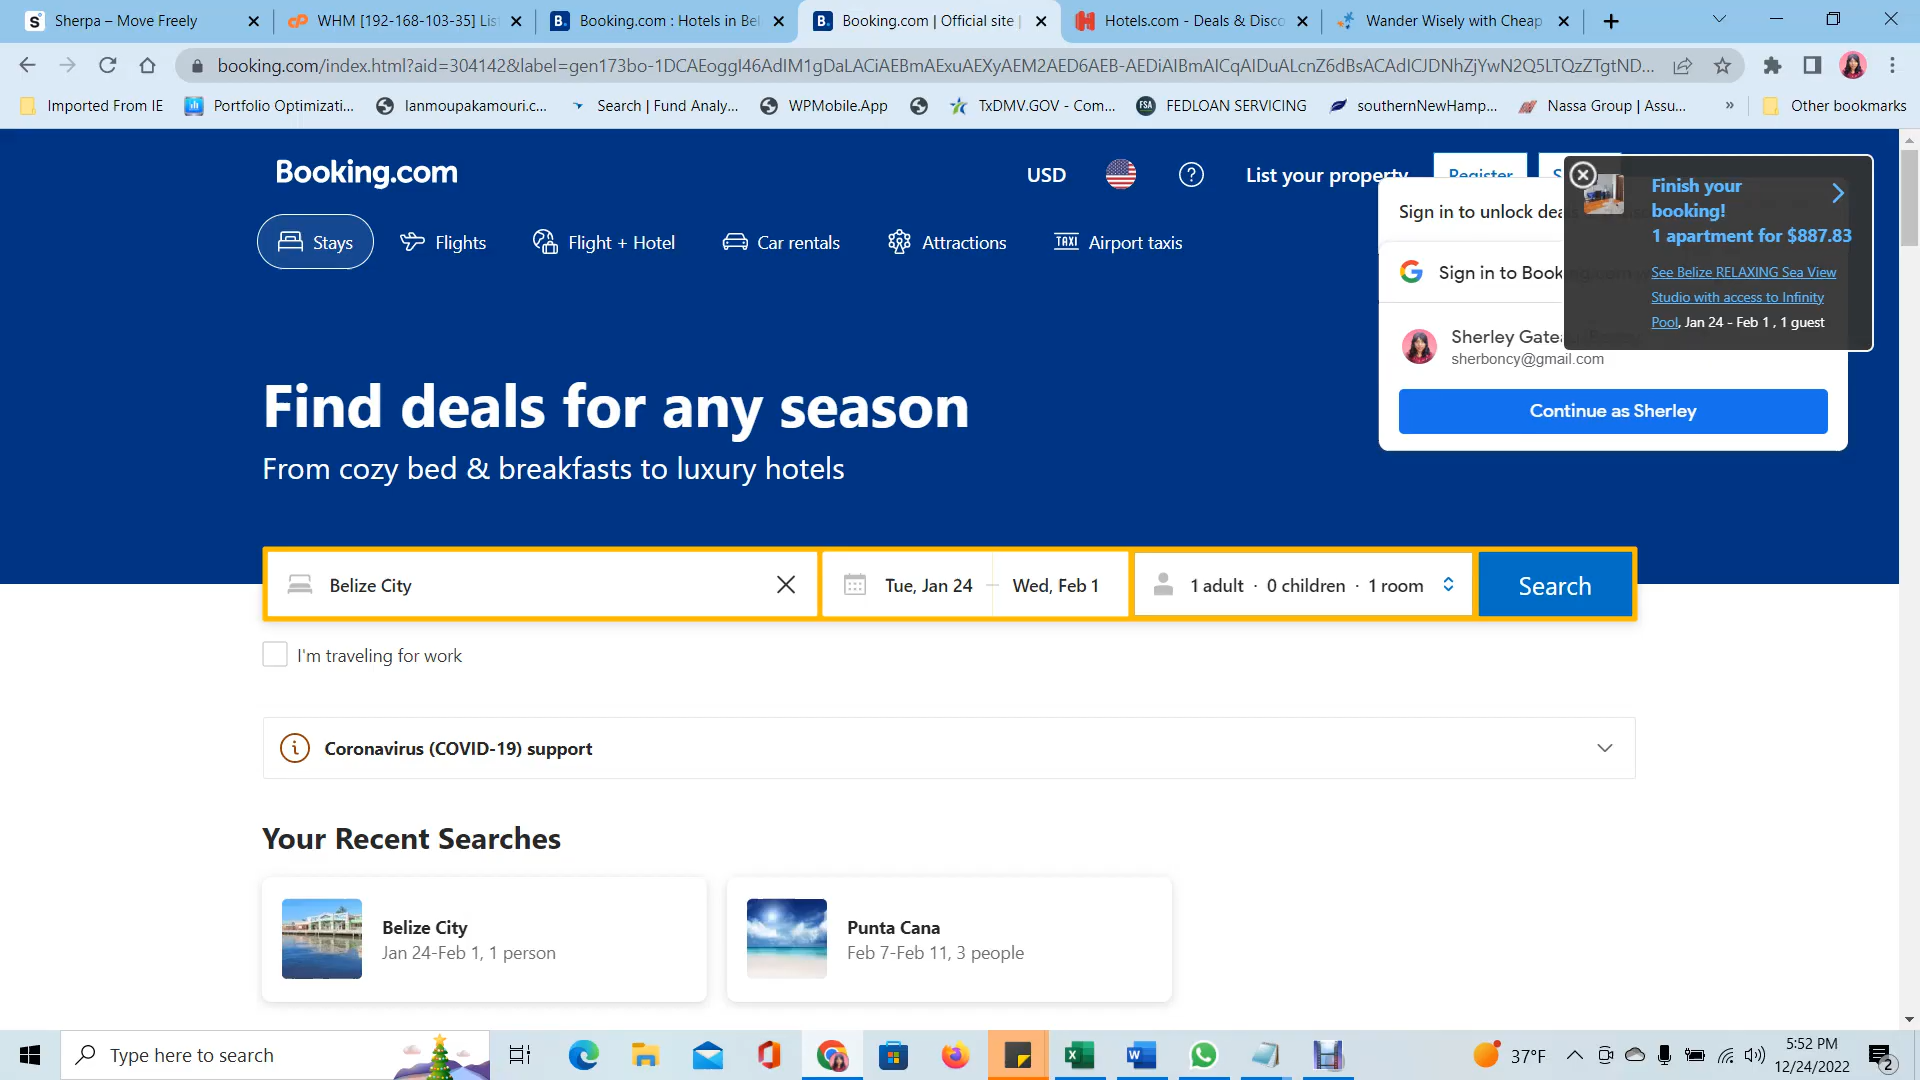 Sherpa – Move Freely
WHM [192-168-103-35] Lis
Booking.com : Hotels in Bel
Booking.com | Official site |
Hotels.com - Deals & Disco
Wander Wisely with Cheap
booking.com/index.html?aid=304142&label=gen173bo-1DCAEoggI46AdIM1gDaLACiAEBmAExuAEXyAEM2AED6AEB-AEDiAIBmAICqAIDuALcnZ6dBsACAdICJDNhZjYwN2Q5LTQzZTgtND...
Imported From IE
Portfolio Optimizati...
lanmoupakamouri.c...
Search | Fund Analy...
WPMobile.App
TxDMV.GOV - Com...
FSA
FEDLOAN SERVICING
southernNewHamp...
Nassa Group | Assu...
»
Other bookmarks
Booking.com
USD
List your property
Register
Stays
Flights
Flight + Hotel
Car rentals
Attractions
TAXI
Airport taxis
Sign in to unlock dea
Sign in to Book
Sherley Gatea
sherboncy@gmail.com
Continue as Sherley
Finish your
booking!
1 apartment for $887.83
See Belize RELAXING Sea View
Studio with access to Infinity
Pool, Jan 24 - Feb 1 , 1 guest
Find deals for any season
From cozy bed & breakfasts to luxury hotels
Belize City
Tue, Jan 24 — Wed, Feb 1
1 adult · 0 children · 1 room
Search
I'm traveling for work
Coronavirus (COVID-19) support
Your Recent Searches
Belize City
Jan 24-Feb 1, 1 person
Punta Cana
Feb 7-Feb 11, 3 people
Type here to search
37°F
5:52 PM
12/24/2022
2